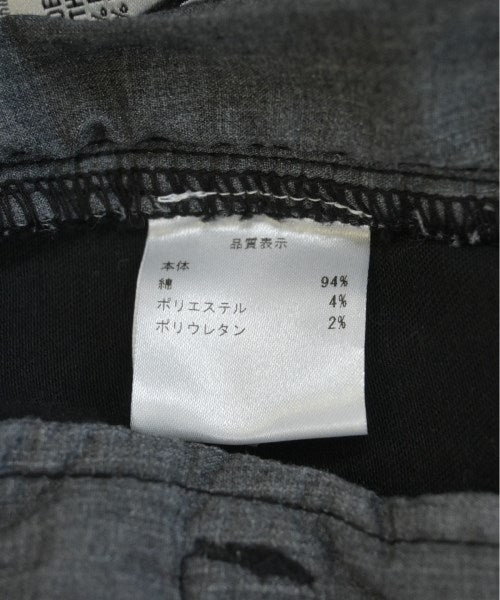 品質表示
本体
綿 94%
ポリエステル 4%
ポリウレタン 2%